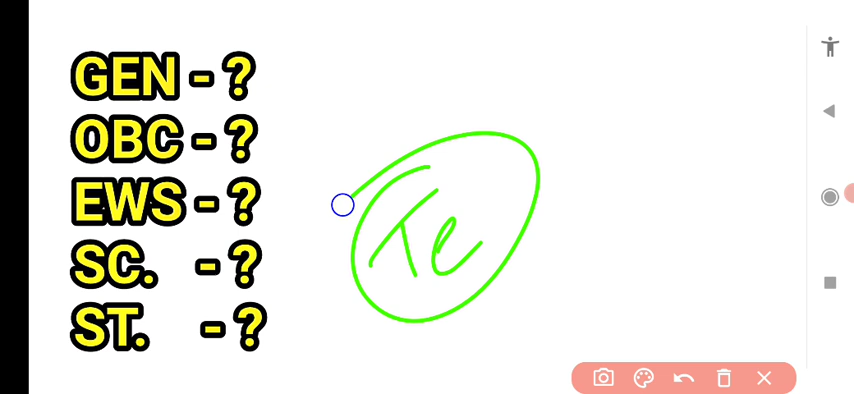 GEN - ?
OBC - ?
EWS - ?
SC. - ?
ST. - ?
Te